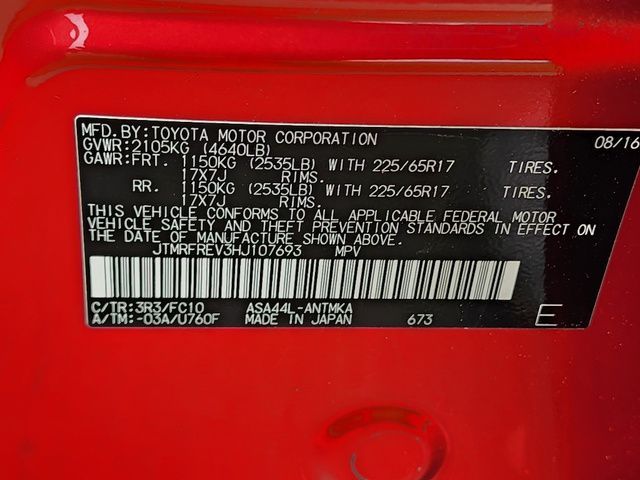 MFD.BY:TOYOTA MOTOR CORPORATION 08/16
GVWR:2105KG (4640LB)
GAWR:FRT. 1150KG (2535LB) WITH 225/65R17 TIRES.
17X7J RIMS.
RR. 1150KG (2535LB) WITH 225/65R17 TIRES.
17X7J RIMS.
THIS VEHICLE CONFORMS TO ALL APPLICABLE FEDERAL MOTOR
VEHICLE SAFETY AND THEFT PREVENTION STANDARDS IN EFFECT ON
THE DATE OF MANUFACTURE SHOWN ABOVE.
JTMRFREV3HJ107693 MPV
C/TR:3R3/FC10 ASA44L-ANTMKA
A/TM:-03A/U760F MADE IN JAPAN 673 E